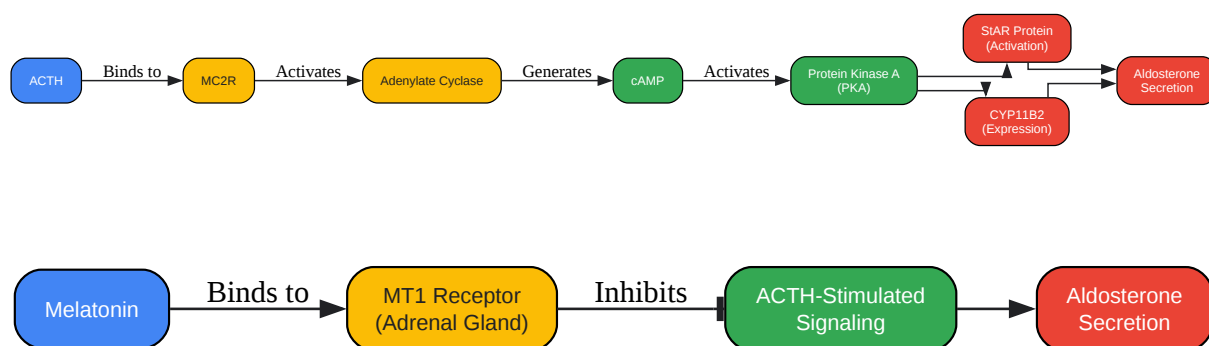 StAR Protein
(Activation)
ACTH
Binds to
MC2R
Activates
Adenylate Cyclase
Generates
cAMP
Activates
Protein Kinase A
(PKA)
Aldosterone
Secretion
CYP11B2
(Expression)
Melatonin
Binds to
MT1 Receptor
(Adrenal Gland)
Inhibits
ACTH-Stimulated
Signaling
Aldosterone
Secretion